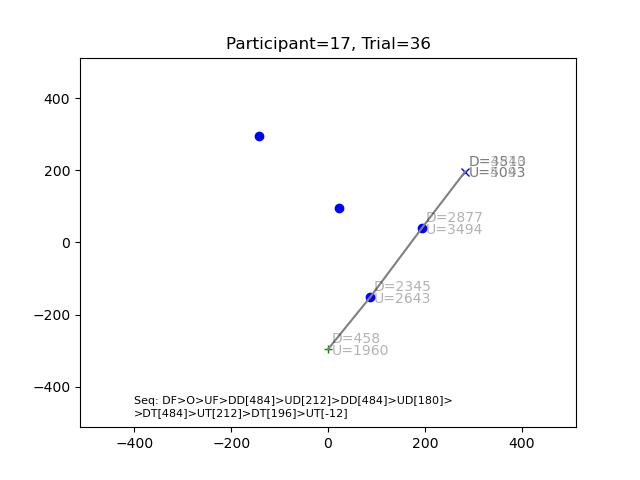 Participant=17, Trial=36
400
200
0
−200
−400
D=2877
U=3494
D=2345
U=2643
D=458
U=1960
Seq: DF>O>UF>DD[484]>UD[212]>DD[484]>UD[180]>
>DT[484]>UT[212]>DT[196]>UT[-12]
−400
−200
0
200
400